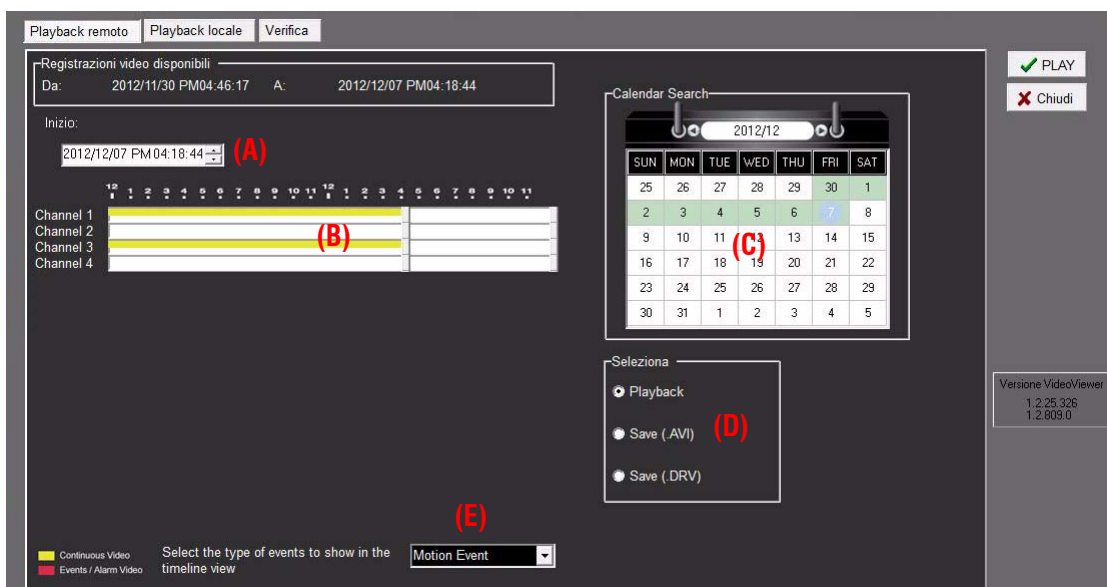 Playback remoto Playback locale Verifica
Registrazioni video disponibili
Da: 2012/11/30 PM04:46:17 A: 2012/12/07 PM04:18:44
Inizio:
2012/12/07 PM 04:18:44 (A)
12 1 2 3 4 5 6 7 8 9 10 11 12 1 2 3 4 5 6 7 8 9 10 11
Channel 1
Channel 2
Channel 3
Channel 4
(B)
Calendar Search
2012/12
SUN MON TUE WED THU FRI SAT
25 26 27 28 29 30 1
2 3 4 5 6 7 8
9 10 11 12 13 14 15
16 17 18 19 20 21 22
23 24 25 26 27 28 29
30 31 1 2 3 4 5
(C)
Seleziona
Playback
Save (.AVI)
Save (.DRV)
(D)
(E)
Continuous Video
Events / Alarm Video
Select the type of events to show in the
timeline view
Motion Event
PLAY
Chiudi
Versione VideoViewer
1.2.25.326
1.2.809.0